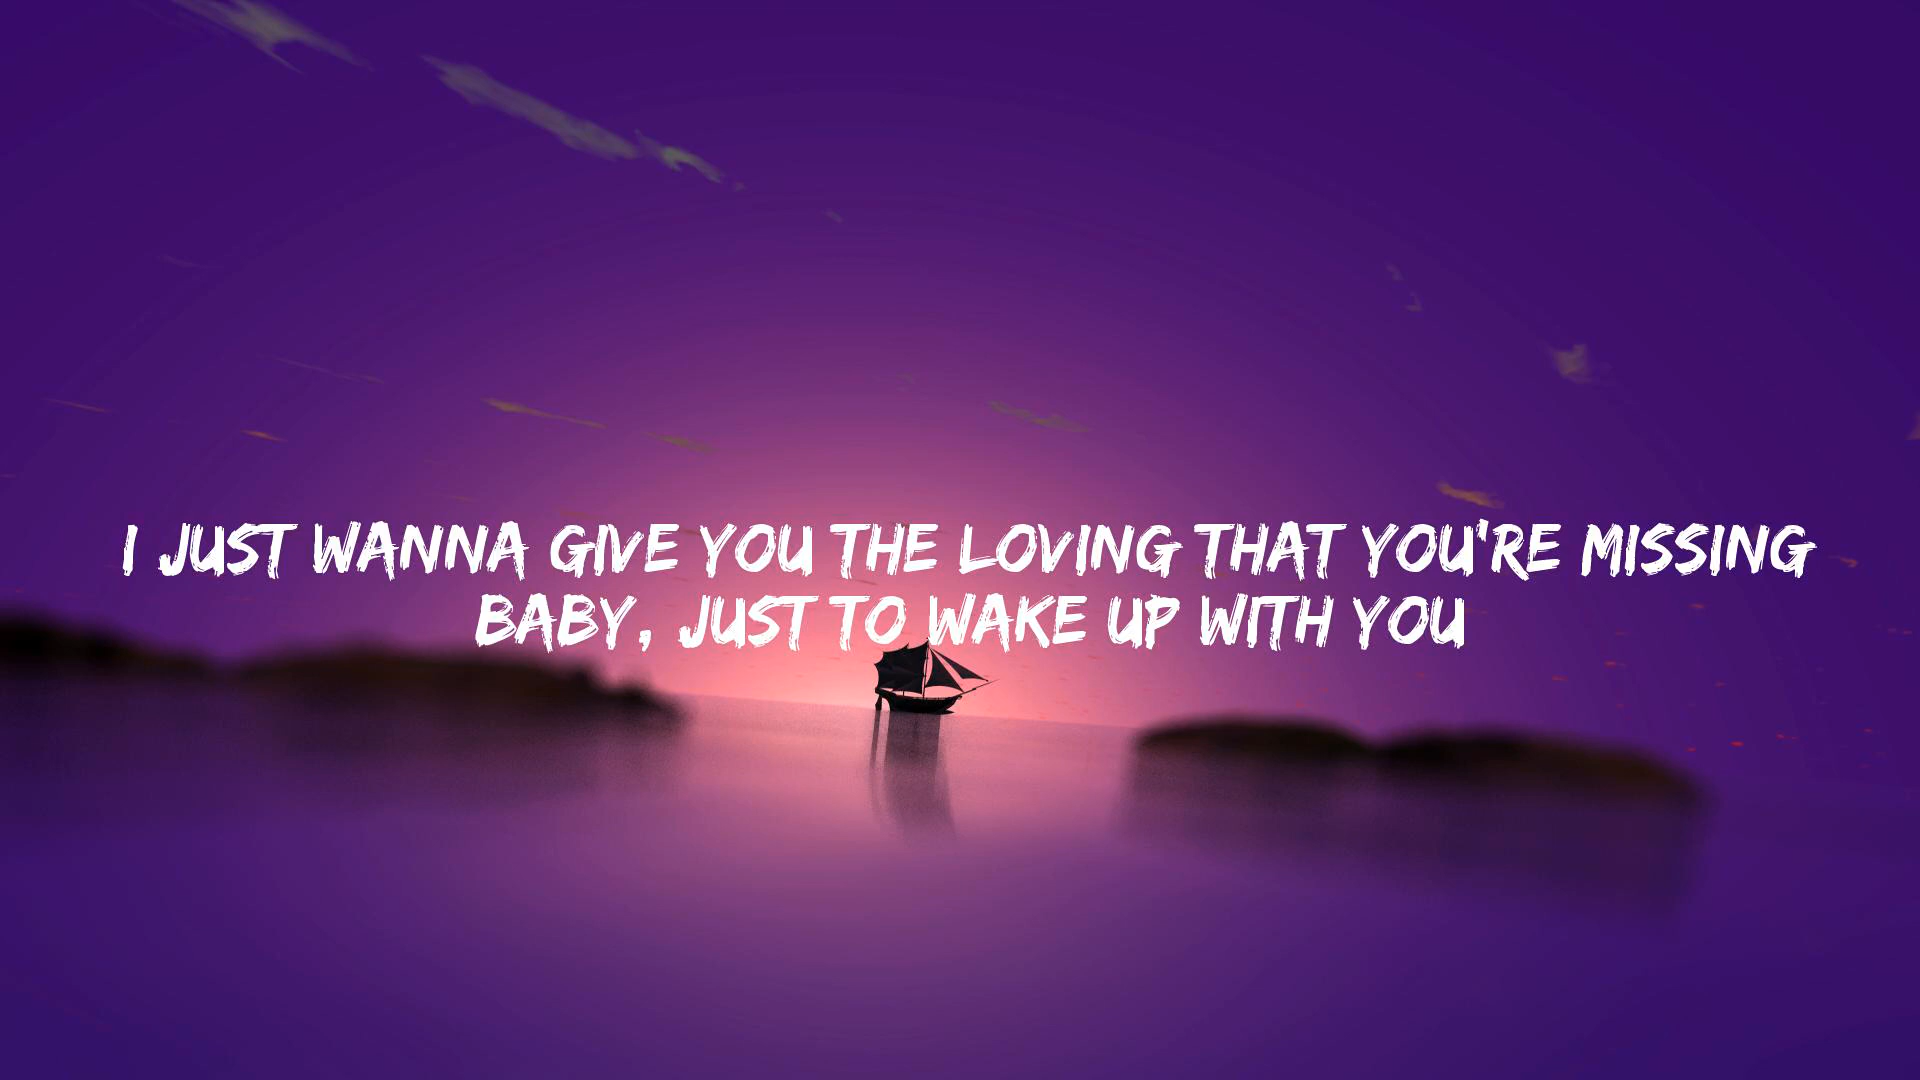 I JUST WANNA GIVE YOU THE LOVING THAT YOU'RE MISSING
BABY, JUST TO WAKE UP WITH YOU